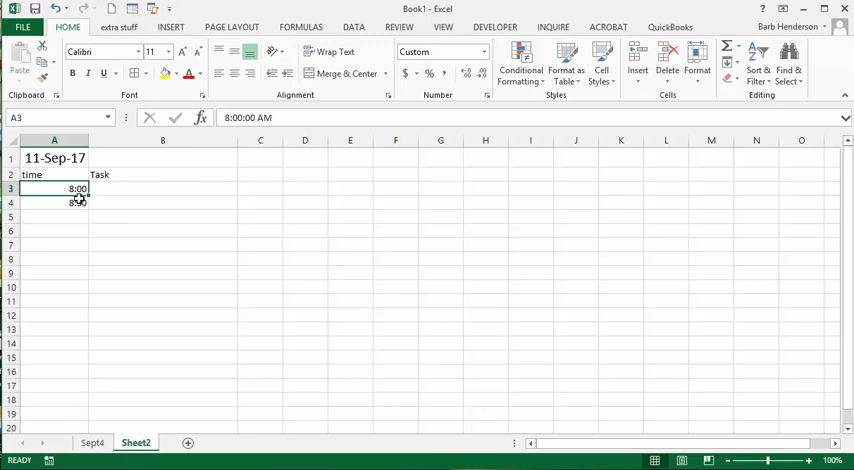 Book1 - Excel
FILE HOME extra stuff INSERT PAGE LAYOUT FORMULAS DATA REVIEW VIEW DEVELOPER INQUIRE ACROBAT QuickBooks Barb Henderson
Paste Calibri 11 Wrap Text Custom Conditional Formatting Format as Table Cell Styles Insert Delete Format Sort & Filter Find & Select
B I U A Merge & Center $ % ,
Clipboard Font Alignment Number Styles Cells Editing
A3 fx 8:00:00 AM
A B C D E F G H I J K L M N O
1 11-Sep-17
2 time Task
3 8:00
4 8:30
5
6
7
8
9
10
11
12
13
14
15
16
17
18
19
20
Sept4 Sheet2
READY 100%